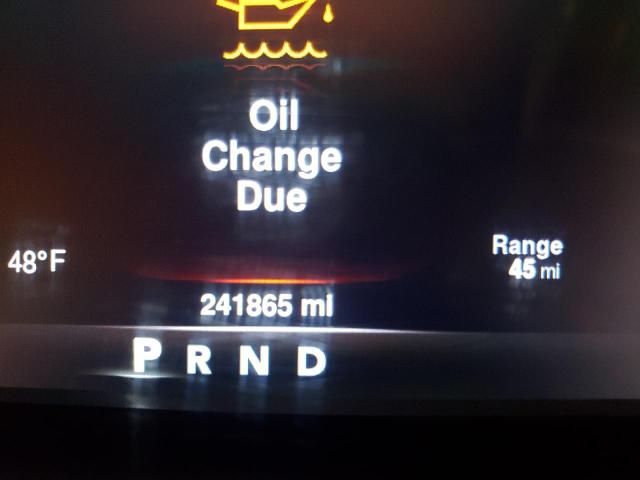 Oil
Change
Due
48°F
Range
45 mi
241865 mi
P R N D